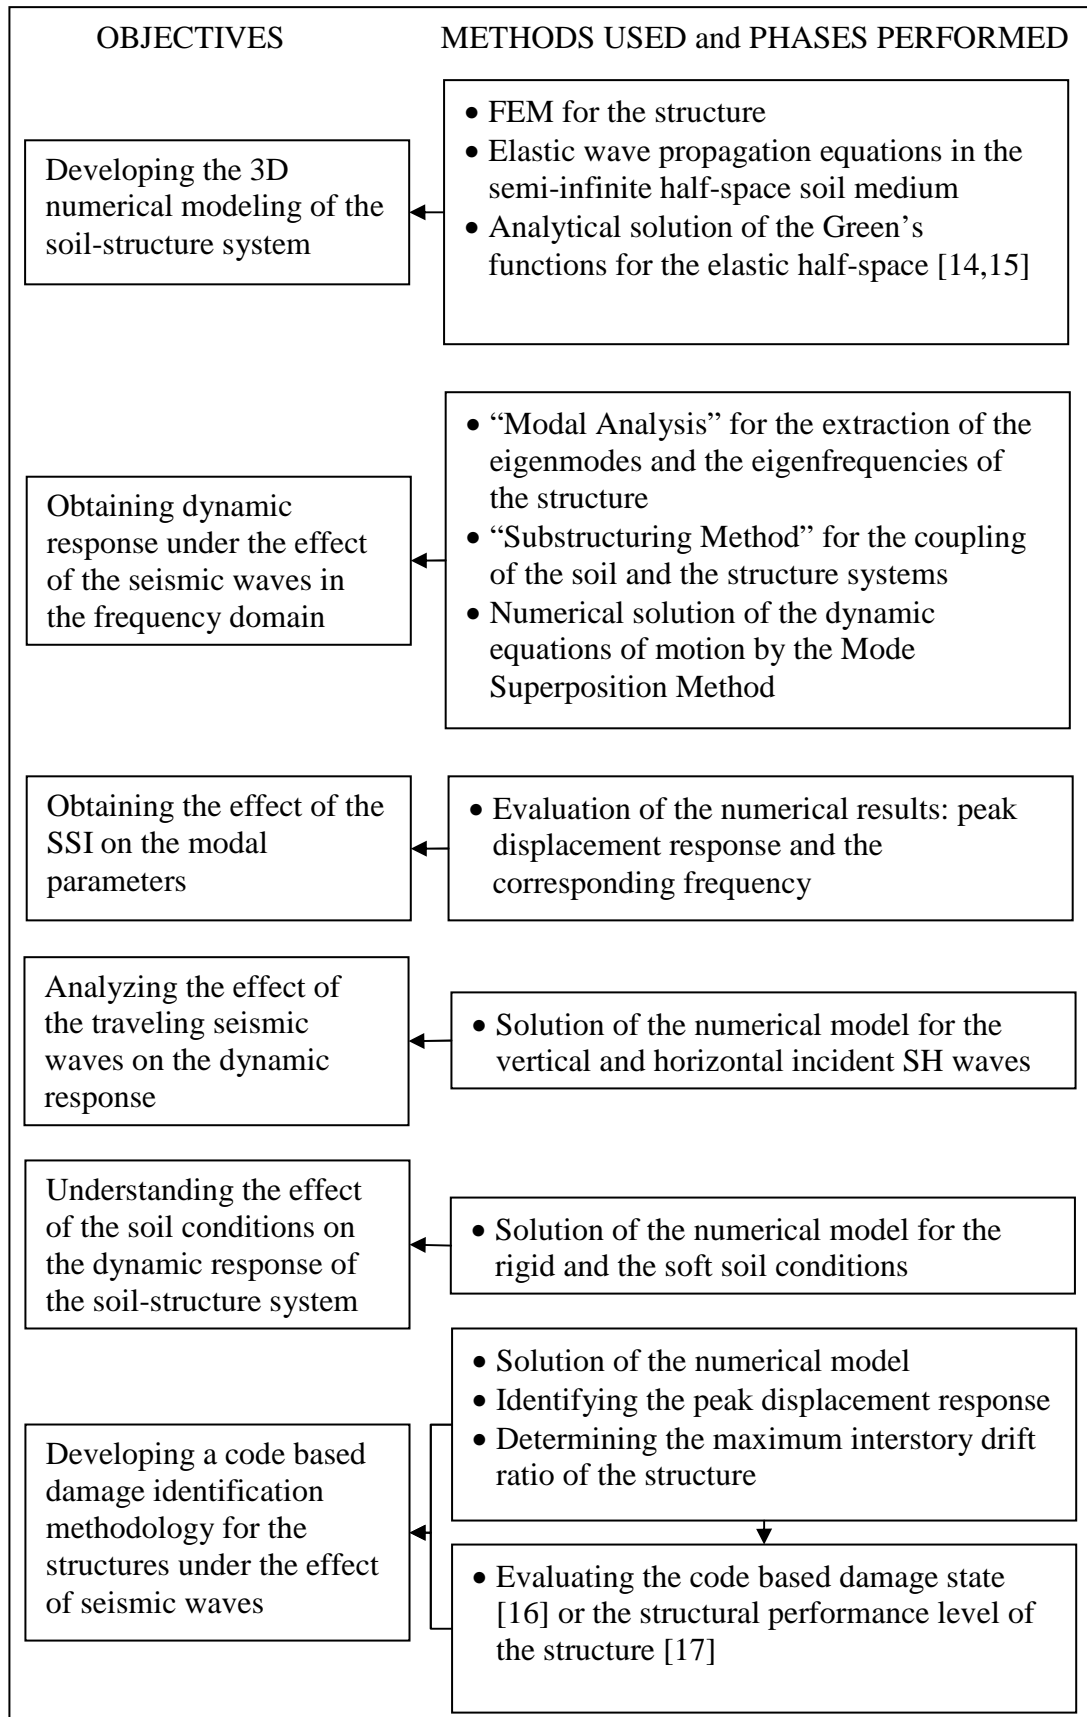 OBJECTIVES
METHODS USED and PHASES PERFORMED
Developing the 3D
numerical modeling of the
soil-structure system
• FEM for the structure
• Elastic wave propagation equations in the
semi-infinite half-space soil medium
• Analytical solution of the Green’s
functions for the elastic half-space [14,15]
Obtaining dynamic
response under the effect
of the seismic waves in
the frequency domain
• “Modal Analysis” for the extraction of the
eigenmodes and the eigenfrequencies of
the structure
• “Substructuring Method” for the coupling
of the soil and the structure systems
• Numerical solution of the dynamic
equations of motion by the Mode
Superposition Method
Obtaining the effect of the
SSI on the modal
parameters
• Evaluation of the numerical results: peak
displacement response and the
corresponding frequency
Analyzing the effect of
the traveling seismic
waves on the dynamic
response
• Solution of the numerical model for the
vertical and horizontal incident SH waves
Understanding the effect
of the soil conditions on
the dynamic response of
the soil-structure system
• Solution of the numerical model for the
rigid and the soft soil conditions
Developing a code based
damage identification
methodology for the
structures under the effect
of seismic waves
• Solution of the numerical model
• Identifying the peak displacement response
• Determining the maximum interstory drift
ratio of the structure
• Evaluating the code based damage state
[16] or the structural performance level of
the structure [17]